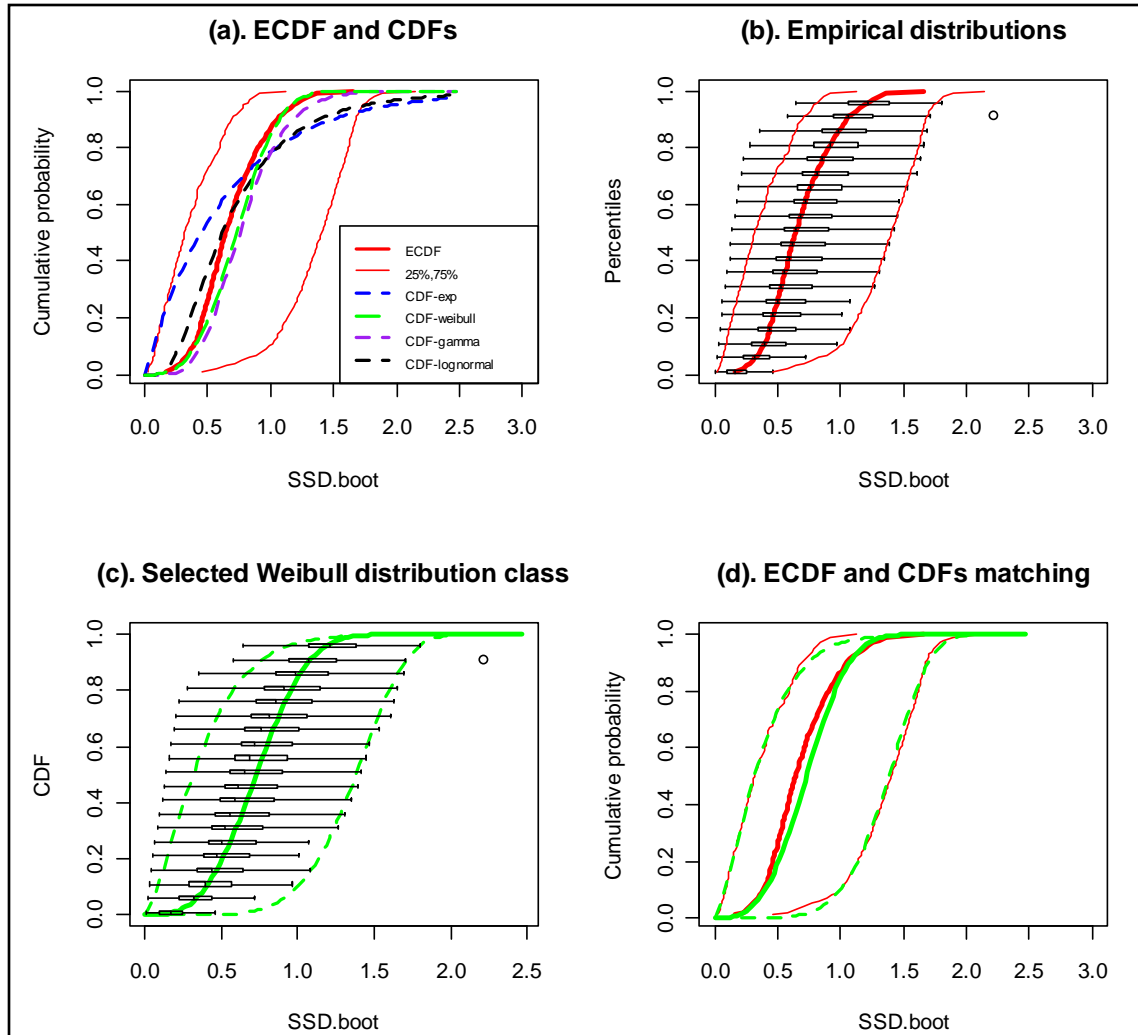 (a). ECDF and CDFs
Cumulative probability
1.0
0.8
0.6
0.4
0.2
0.0
ECDF
25%,75%
CDF-exp
CDF-weibull
CDF-gamma
CDF-lognormal
0.0 0.5 1.0 1.5 2.0 2.5 3.0
SSD.boot
(b). Empirical distributions
Percentiles
1.0
0.8
0.6
0.4
0.2
0.0
0.0 0.5 1.0 1.5 2.0 2.5 3.0
SSD.boot
(c). Selected Weibull distribution class
CDF
1.0
0.8
0.6
0.4
0.2
0.0
0.0 0.5 1.0 1.5 2.0 2.5
SSD.boot
(d). ECDF and CDFs matching
Cumulative probability
1.0
0.8
0.6
0.4
0.2
0.0
0.0 0.5 1.0 1.5 2.0 2.5 3.0
SSD.boot